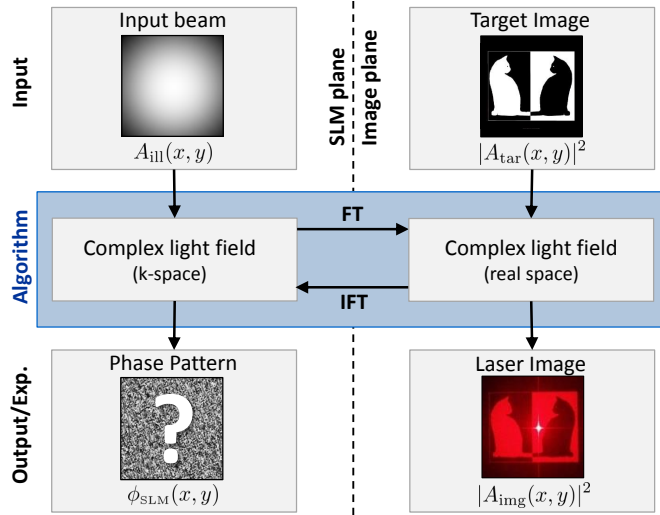 Input beam
Target Image
Input
A_ill(x, y)
SLM plane
Image plane
|A_tar(x, y)|²
Algorithm
Complex light field
(k-space)
FT
IFT
Complex light field
(real space)
Output/Exp.
Phase Pattern
?
ϕ_SLM(x, y)
Laser Image
|A_img(x, y)|²